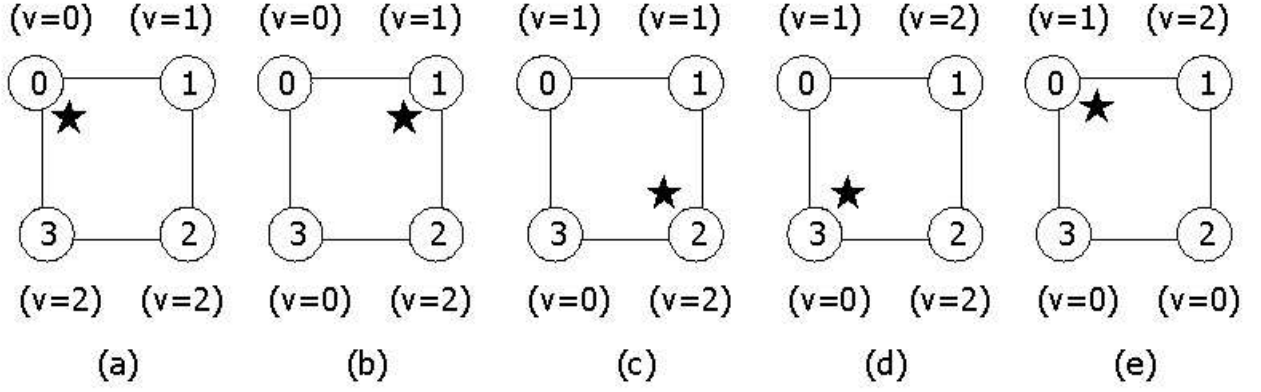 (v=0) (v=1) (v=0) (v=1) (v=1) (v=1) (v=1) (v=2) (v=1) (v=2)
0 1 0 1 0 1 0 1 0 1
3 2 3 2 3 2 3 2 3 2
(v=2) (v=2) (v=0) (v=2) (v=0) (v=2) (v=0) (v=2) (v=0) (v=0)
(a) (b) (c) (d) (e)